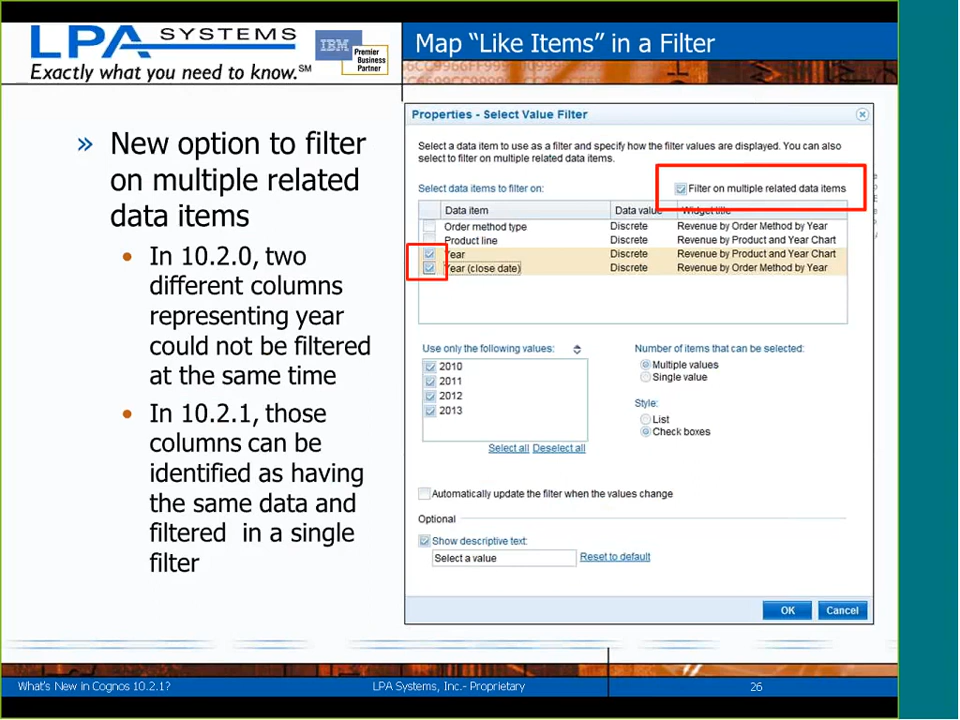 LPA SYSTEMS
IBM
Premier
Business
Partner
Exactly what you need to know.℠
Map “Like Items” in a Filter
» New option to filter
on multiple related
data items
• In 10.2.0, two
different columns
representing year
could not be filtered
at the same time
• In 10.2.1, those
columns can be
identified as having
the same data and
filtered in a single
filter
Properties - Select Value Filter
Select a data item to use as a filter and specify how the filter values are displayed. You can also
select to filter on multiple related data items.
Select data items to filter on:
Filter on multiple related data items
Data item Data value Widget title
Order method type Discrete Revenue by Order Method by Year
Product line Discrete Revenue by Product and Year Chart
Year Discrete Revenue by Product and Year Chart
Year (close date) Discrete Revenue by Order Method by Year
Use only the following values:
2010
2011
2012
2013
Select all Deselect all
Number of items that can be selected:
Multiple values
Single value
Style:
List
Check boxes
Automatically update the filter when the values change
Optional
Show descriptive text:
Select a value Reset to default
OK Cancel
What's New in Cognos 10.2.1? LPA Systems, Inc.- Proprietary 26